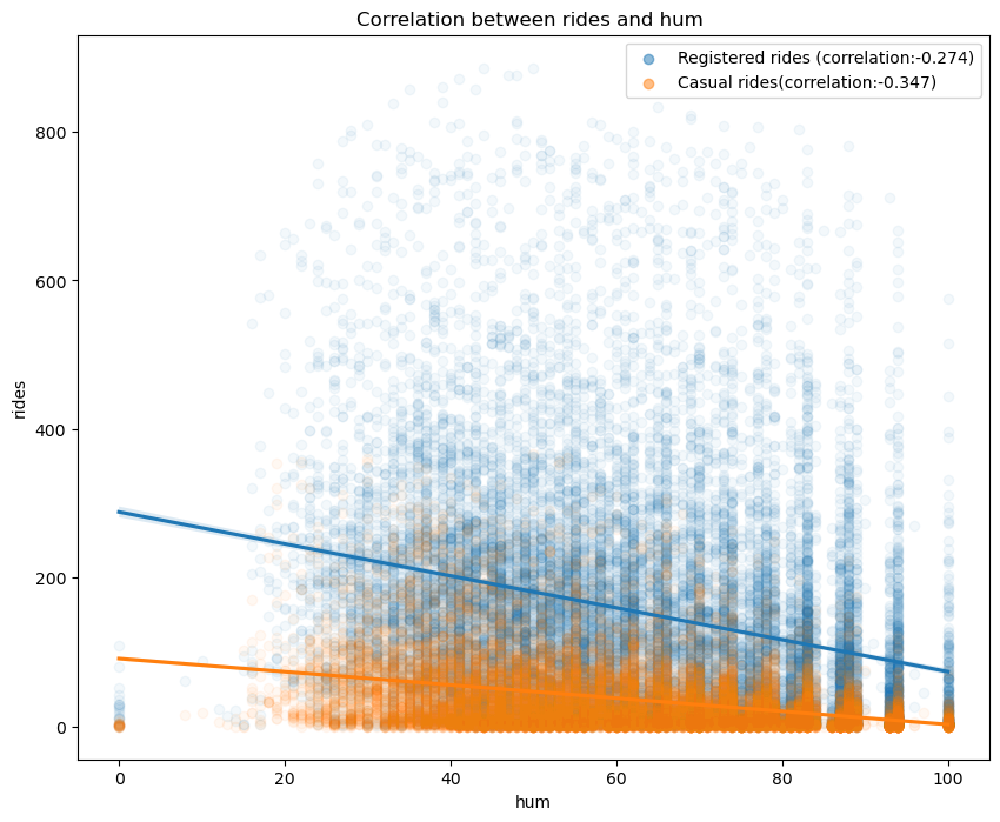 Correlation between rides and hum
Registered rides (correlation:-0.274)
Casual rides(correlation:-0.347)
800
600
400
200
0
rides
0 20 40 60 80 100
hum